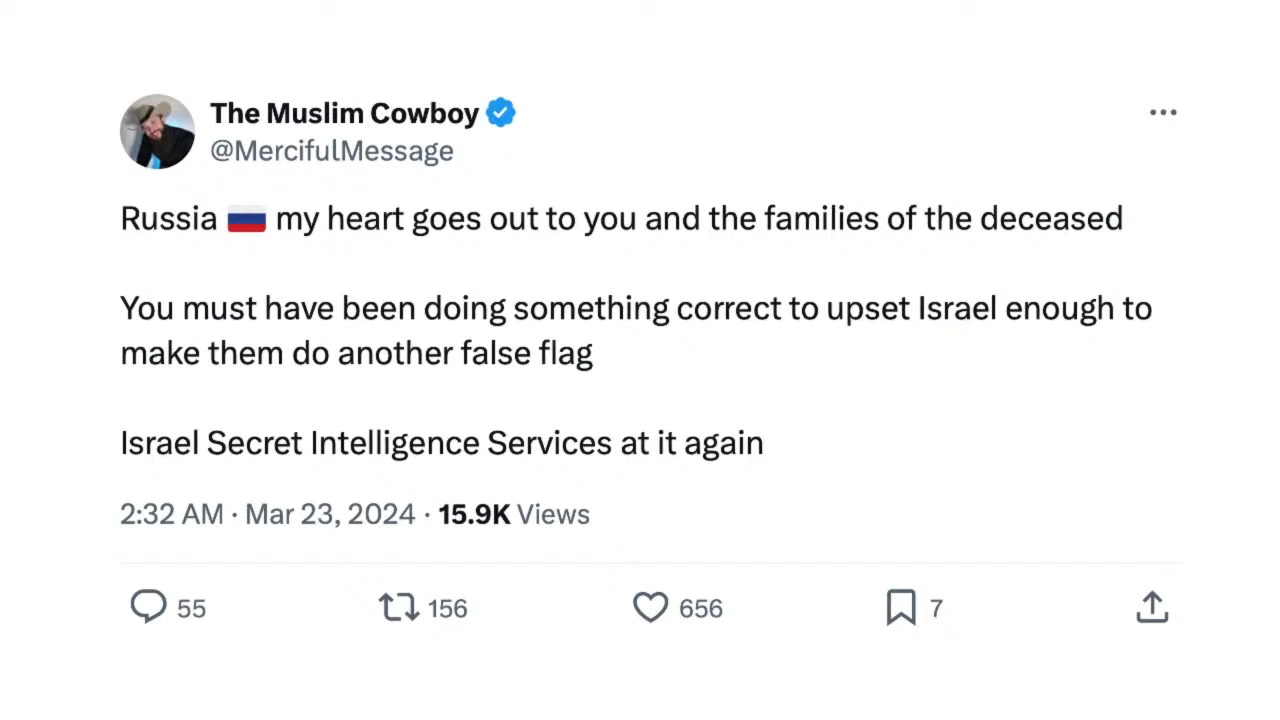 The Muslim Cowboy
@MercifulMessage
Russia 🇷🇺 my heart goes out to you and the families of the deceased
You must have been doing something correct to upset Israel enough to
make them do another false flag
Israel Secret Intelligence Services at it again
2:32 AM · Mar 23, 2024 · 15.9K Views
55 156 656 7